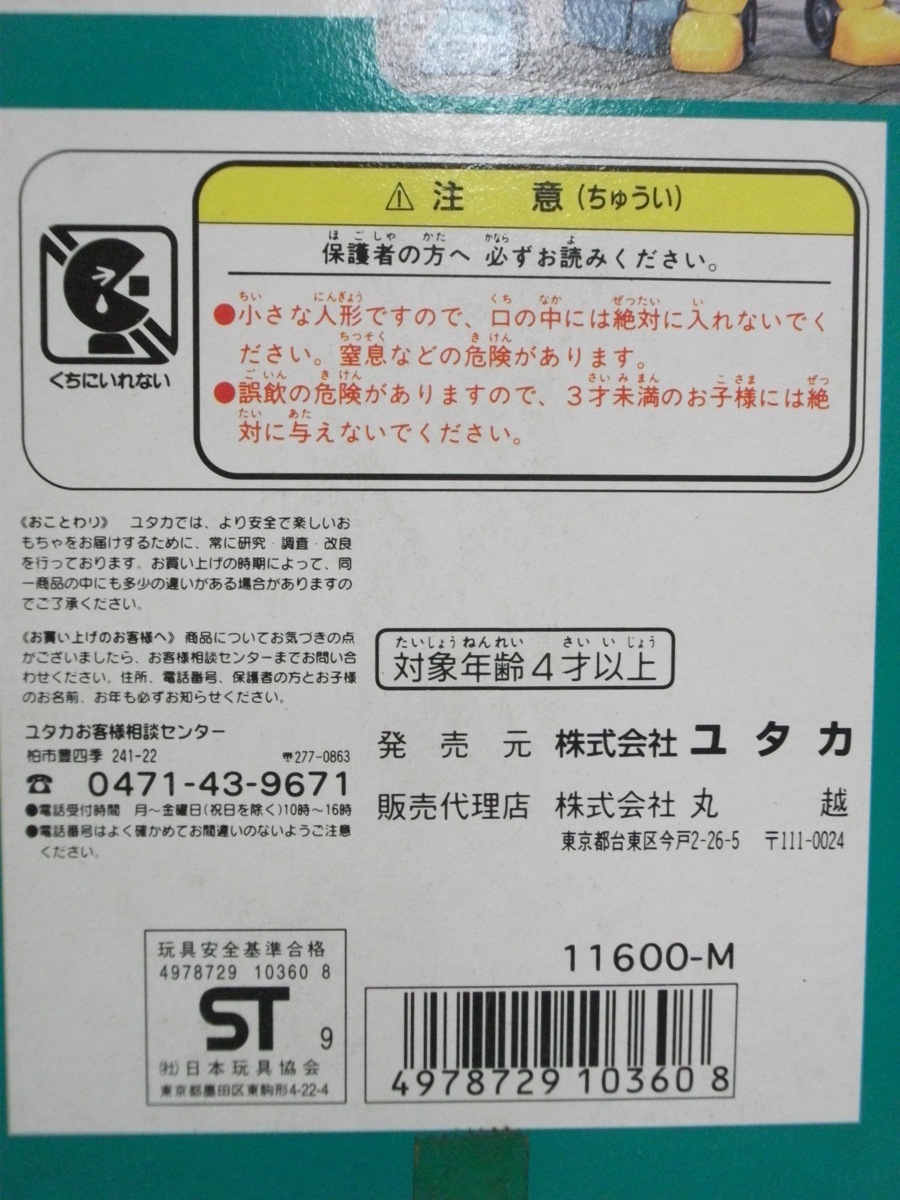 ⚠ 注 意 (ちゅうい)
ほごしゃ かた かなら よ
保護者の方へ 必ずお読みください。
ちい にんぎょう くち なか ぜったい い
●小さな人形ですので、口の中には絶対に入れないでく
ちっそく きけん
ださい。窒息などの危険があります。
ごいん きけん さいみまん こさま ぜっ
●誤飲の危険がありますので、3才未満のお子様には絶
たい あた
対に与えないでください。
くちにいれない
《おことわり》 ユタカでは、より安全で楽しいお
もちゃをお届けするために、常に研究・調査・改良
を行っております。お買い上げの時期によって、同
一商品の中にも多少の違いがある場合がありますの
でご了承ください。
《お買い上げのお客様へ》商品についてお気づきの点
がございましたら、お客様相談センターまでお問い合
わせください。住所、電話番号、保護者の方とお子様
のお名前、お年も必ずお知らせください。
ユタカお客様相談センター
柏市豊四季 241-22 〒277-0863
☎ 0471-43-9671
●電話受付時間 月〜金曜日(祝日を除く)10時〜16時
●電話番号はよく確かめてお間違いのないようご注意
ください。
たいしょうねんれい さいいじょう
対象年齢4才以上
発売元 株式会社 ユタカ
販売代理店 株式会社 丸越
東京都台東区今戸2-26-5 〒111-0024
玩具安全基準合格
4978729 10360 8
ST 9
㈳日本玩具協会
東京都墨田区東駒形4-22-4
11600-M
4978729 103608